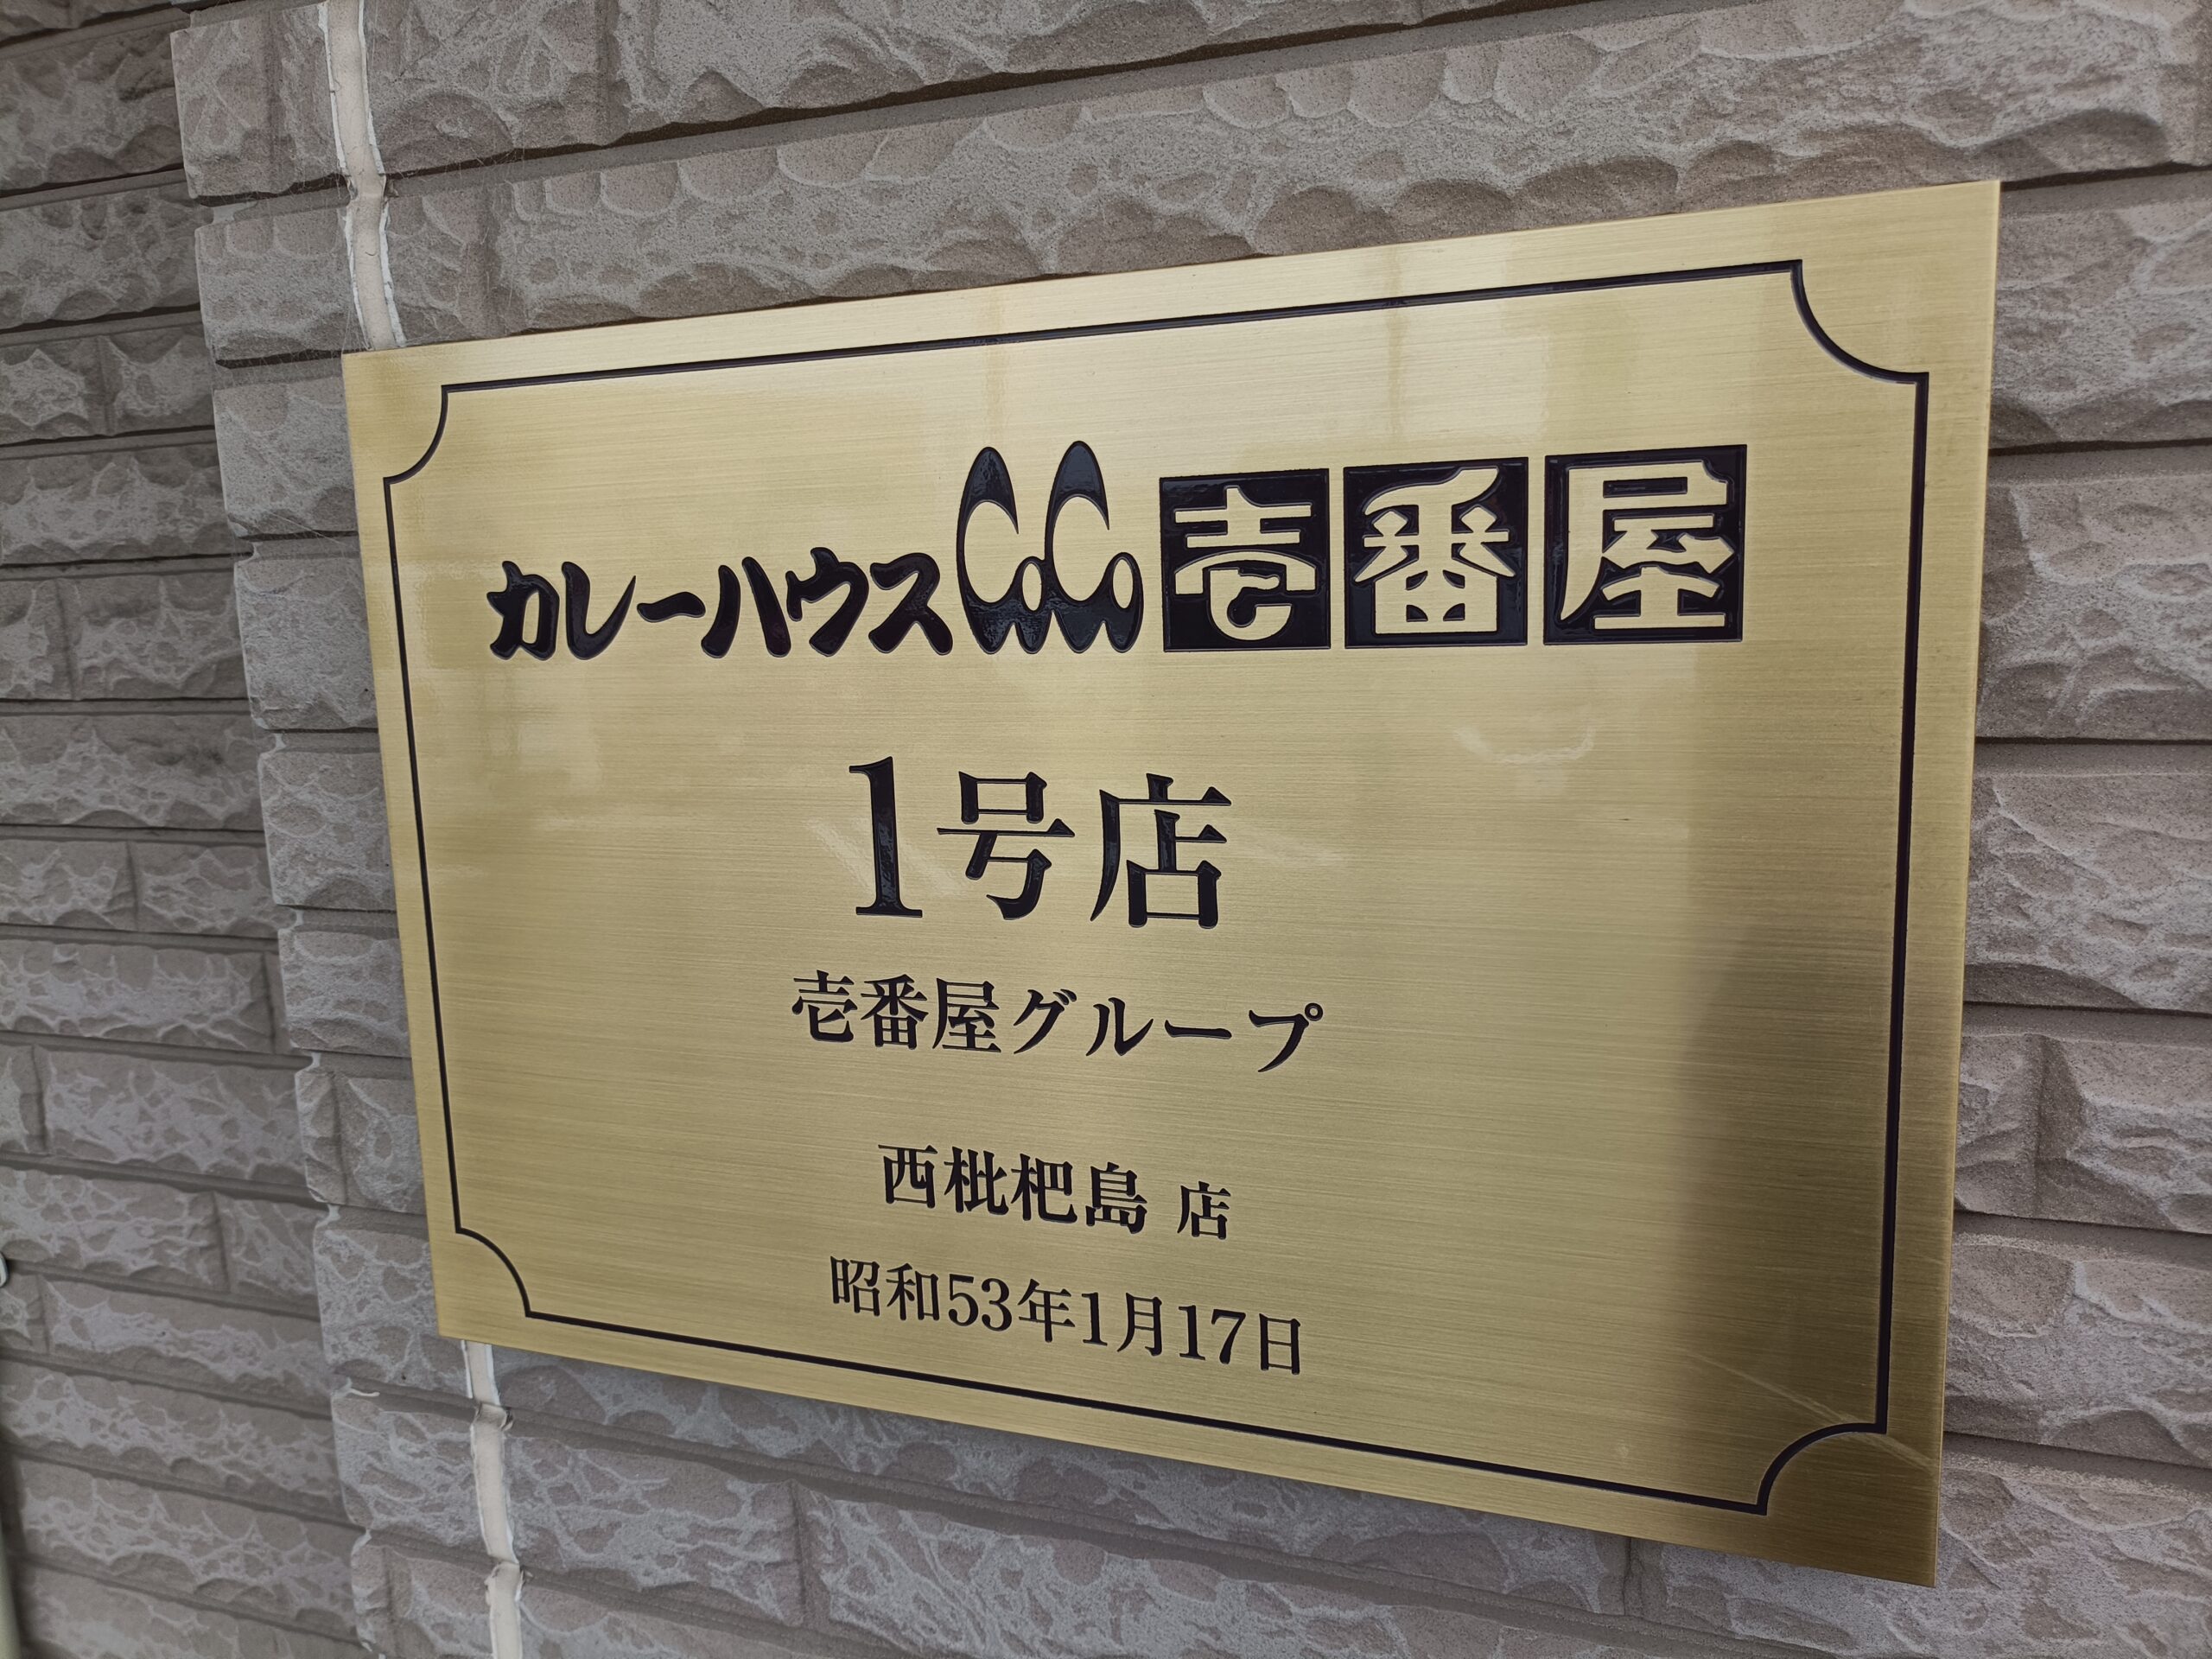 カレーハウスCoCo壱番屋
1号店
壱番屋グループ
西枇杷島 店
昭和53年1月17日